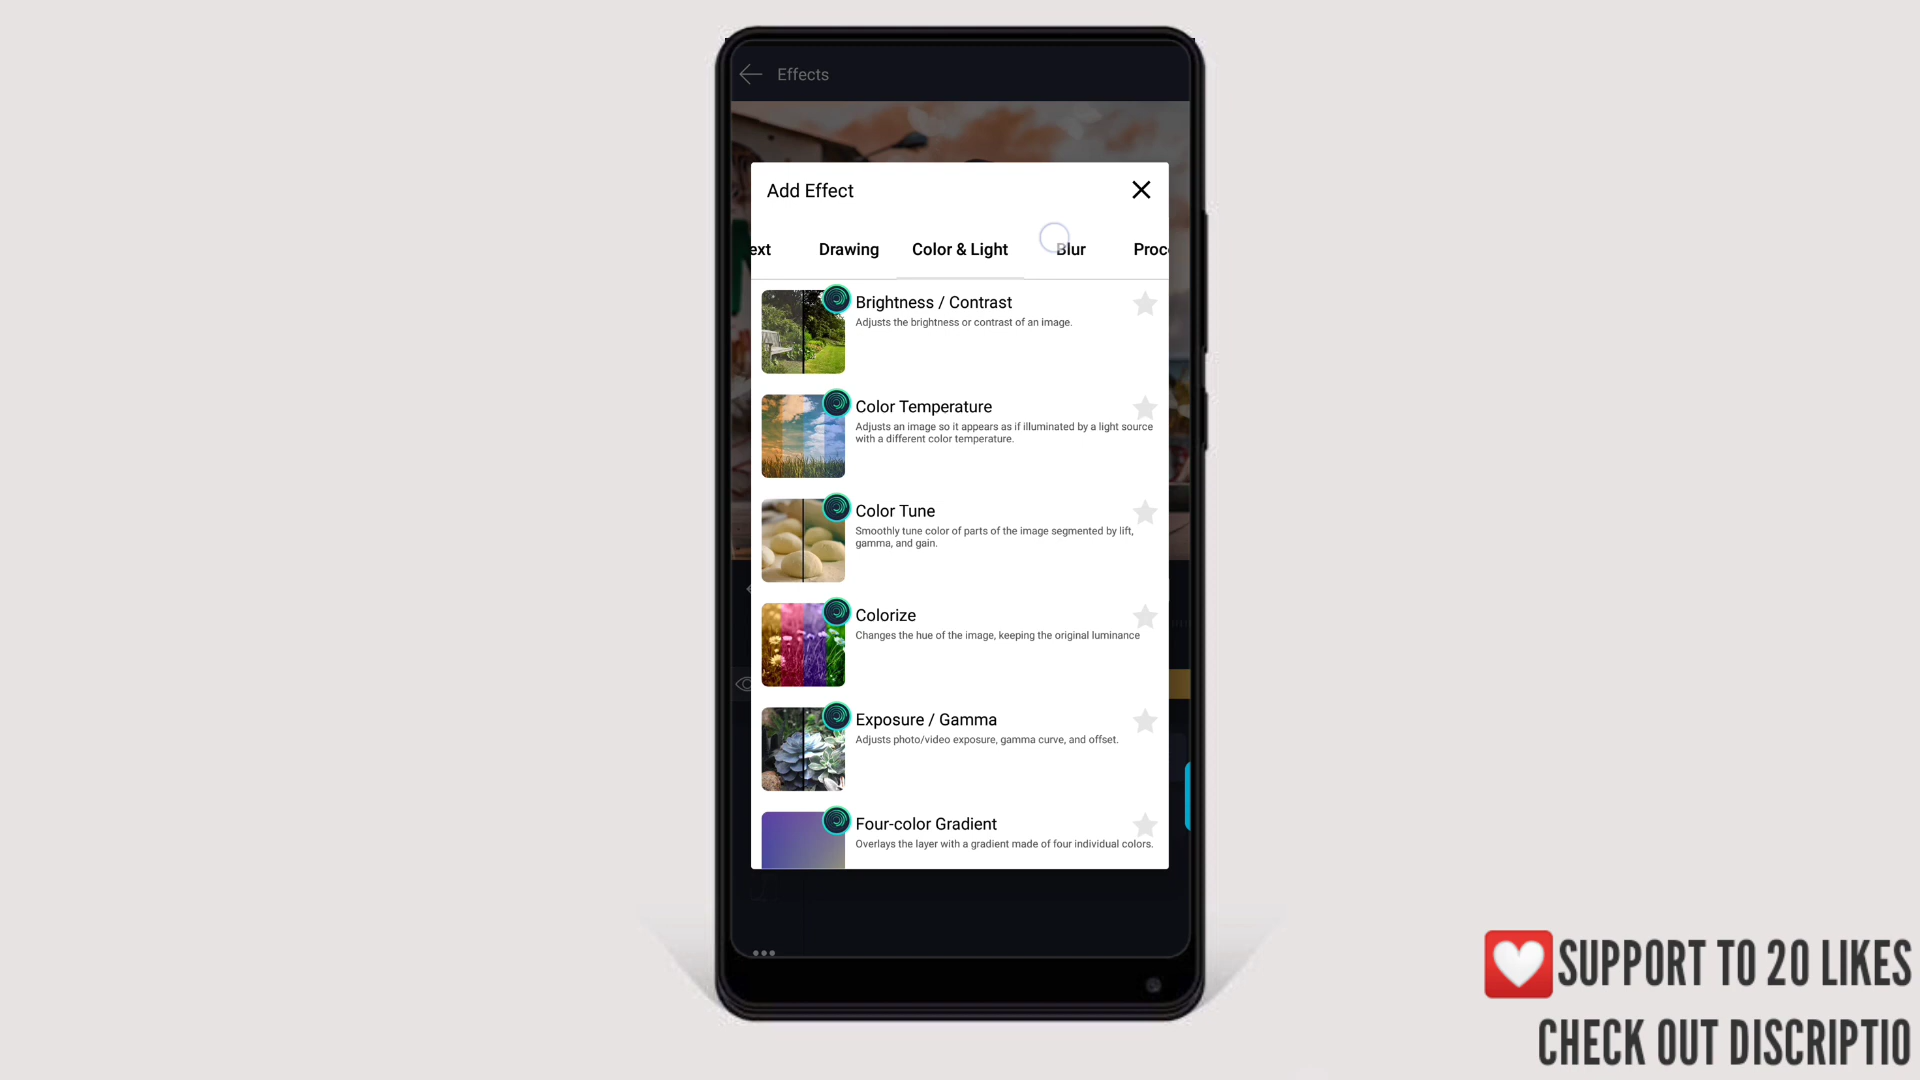 Effects
Add Effect
ext Drawing Color & Light Blur Proc
Brightness / Contrast
Adjusts the brightness or contrast of an image.
Color Temperature
Adjusts an image so it appears as if illuminated by a light source
with a different color temperature.
Color Tune
Smoothly tune color of parts of the image segmented by lift,
gamma, and gain.
Colorize
Changes the hue of the image, keeping the original luminance
Exposure / Gamma
Adjusts photo/video exposure, gamma curve, and offset.
Four-color Gradient
Overlays the layer with a gradient made of four individual colors.
SUPPORT TO 20 LIKES
CHECK OUT DISCRIPTIO